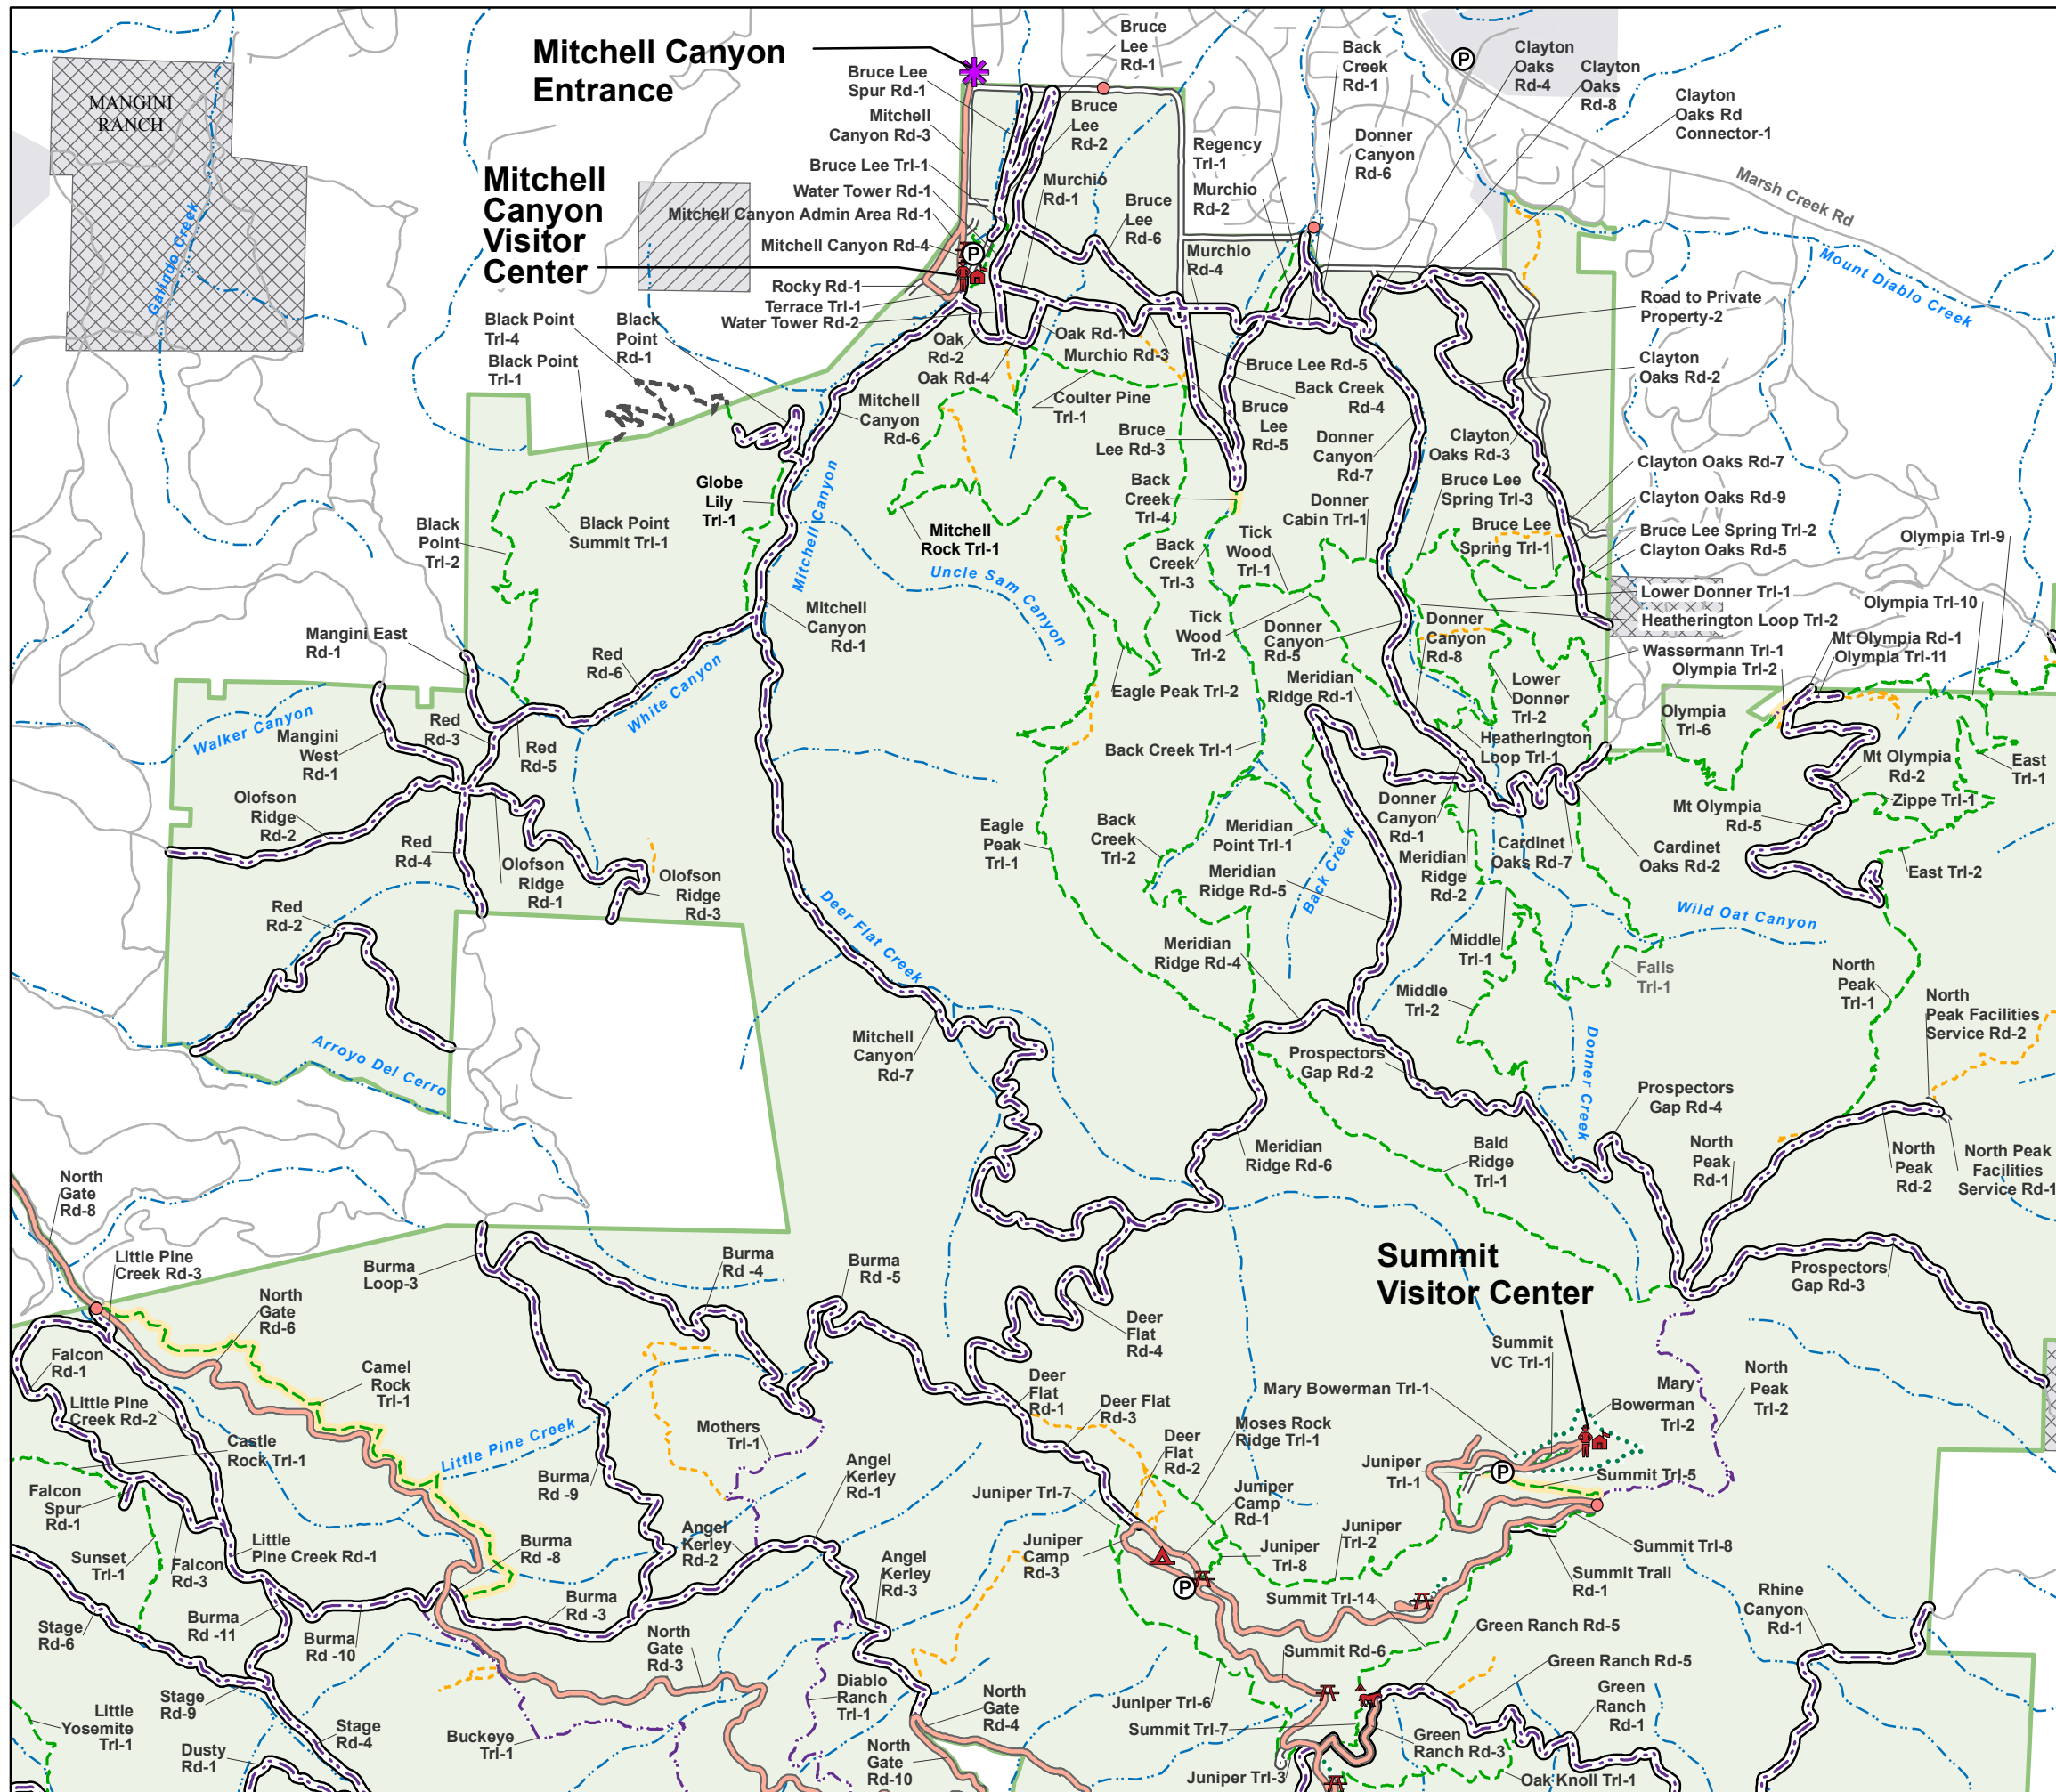 Mitchell Canyon
Entrance
Bruce
Lee
Rd-1
Back
Creek
Rd-1
P
Clayton
Oaks
Rd-4
Clayton
Oaks
Rd-8
Clayton
Oaks Rd
Connector-1
MANGINI
RANCH
Bruce Lee
Spur Rd-1
Mitchell
Canyon Rd-3
Bruce
Lee
Rd-2
Regency
Trl-1
Donner
Canyon
Rd-6
Marsh Creek Rd
Mitchell
Canyon
Visitor
Center
Bruce Lee Trl-1
Water Tower Rd-1
Mitchell Canyon Admin Area Rd-1
Mitchell Canyon Rd-4
P
Murchio
Rd-1
Murchio
Rd-2
Bruce
Lee
Rd-6
Murchio
Rd-4
Galindo Creek
Mount Diablo Creek
Rocky Rd-1
Terrace Trl-1
Water Tower Rd-2
Road to Private
Property-2
Black Point
Trl-4
Black
Point
Rd-1
Black Point
Trl-1
Oak
Rd-2
Oak Rd-1
Murchio Rd-3
Oak Rd-4
Bruce Lee Rd-5
Back Creek
Rd-4
Clayton
Oaks Rd-2
Mitchell
Canyon
Rd-6
Coulter Pine
Trl-1
Bruce
Lee Rd-3
Bruce
Lee
Rd-5
Donner
Canyon
Rd-7
Clayton
Oaks Rd-3
Clayton Oaks Rd-7
Globe
Lily
Trl-1
Mitchell Canyon
Back
Creek
Trl-4
Donner
Cabin Trl-1
Bruce Lee
Spring Trl-3
Clayton Oaks Rd-9
Black
Point
Trl-2
Black Point
Summit Trl-1
Mitchell
Rock Trl-1
Back
Creek
Trl-3
Tick
Wood
Trl-1
Bruce Lee
Spring Trl-1
Bruce Lee Spring Trl-2
Clayton Oaks Rd-5
Olympia Trl-9
Uncle Sam Canyon
Lower Donner Trl-1
Heatherington Loop Trl-2
Olympia Trl-10
Mitchell
Canyon
Rd-1
Tick
Wood
Trl-2
Donner
Canyon
Rd-5
Donner
Canyon
Rd-8
Wassermann Trl-1
Olympia Trl-2
Mt Olympia Rd-1
Olympia Trl-11
Mangini East
Rd-1
Red
Rd-6
White Canyon
Eagle Peak Trl-2
Meridian
Ridge Rd-1
Lower
Donner
Trl-2
Olympia
Trl-6
Walker Canyon
Mangini
West
Rd-1
Red
Rd-3
Red
Rd-5
Back Creek Trl-1
Heatherington
Loop Trl-1
Mt Olympia
Rd-2
East
Trl-1
Olofson
Ridge
Rd-2
Red
Rd-4
Olofson
Ridge
Rd-1
Olofson
Ridge
Rd-3
Eagle
Peak
Trl-1
Back
Creek
Trl-2
Meridian
Point Trl-1
Back Creek
Donner
Canyon
Rd-1
Cardinet
Oaks Rd-7
Cardinet
Oaks Rd-2
Mt Olympia
Rd-5
Zippe Trl-1
East Trl-2
Red
Rd-2
Deer Flat Creek
Meridian
Ridge Rd-5
Meridian
Ridge
Rd-2
Wild Oat Canyon
Meridian
Ridge Rd-4
Middle
Trl-1
Falls
Trl-1
Middle
Trl-2
North
Peak
Trl-1
North
Peak Facilities
Service Rd-2
Arroyo Del Cerro
Mitchell
Canyon
Rd-7
Prospectors
Gap Rd-2
Donner Creek
Prospectors
Gap Rd-4
North
Gate
Rd-8
Meridian
Ridge Rd-6
Bald
Ridge
Trl-1
North
Peak
Rd-1
North
Peak
Rd-2
North Peak
Facilities
Service Rd-1
Little Pine
Creek Rd-3
Burma
Loop-3
Burma
Rd -4
Burma
Rd -5
Summit
Visitor Center
Prospectors
Gap Rd-3
North
Gate
Rd-6
Deer
Flat
Rd-4
Falcon
Rd-1
Camel
Rock
Trl-1
Summit
VC Trl-1
Mary Bowerman Trl-1
Mary
Bowerman
Trl-2
North
Peak
Trl-2
Little Pine
Creek Rd-2
Deer
Flat
Rd-1
Deer Flat
Rd-3
Castle
Rock Trl-1
Little Pine Creek
Mothers
Trl-1
Deer
Flat
Rd-2
Moses Rock
Ridge Trl-1
Juniper
Trl-1
P
Summit Trl-5
Falcon
Spur
Rd-1
Burma
Rd -9
Angel
Kerley
Rd-1
Juniper Trl-7
Juniper
Camp
Rd-1
Sunset
Trl-1
Falcon
Rd-3
Little
Pine Creek Rd-1
Burma
Rd -8
Angel
Kerley
Rd-2
Angel
Kerley
Rd-3
Juniper
Camp
Rd-3
Juniper
Trl-8
Juniper
Trl-2
Summit Trl-8
P
Summit Trail
Rd-1
Stage
Rd-6
Burma
Rd -11
Burma
Rd -10
Burma
Rd -3
Summit Trl-14
Green Ranch Rd-5
Rhine
Canyon
Rd-1
North
Gate
Rd-3
Summit Rd-6
Green Ranch Rd-5
Stage
Rd-9
Little
Yosemite
Trl-1
Stage
Rd-4
Buckeye
Trl-1
Diablo
Ranch
Trl-1
North
Gate
Rd-4
Juniper Trl-6
Summit Trl-7
Green
Ranch
Rd-1
Dusty
Rd-1
North
Gate
Rd-10
Green
Ranch Rd-3
Juniper Trl-3
Oak Knoll Trl-1